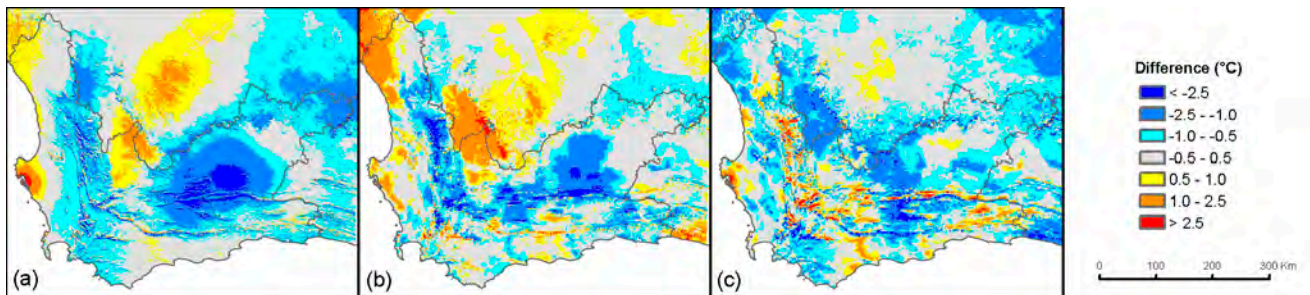 (a)
(b)
(c)
Difference (°C)
< -2.5
-2.5 - -1.0
-1.0 - -0.5
-0.5 - 0.5
0.5 - 1.0
1.0 - 2.5
> 2.5
0 100 200 300 Km